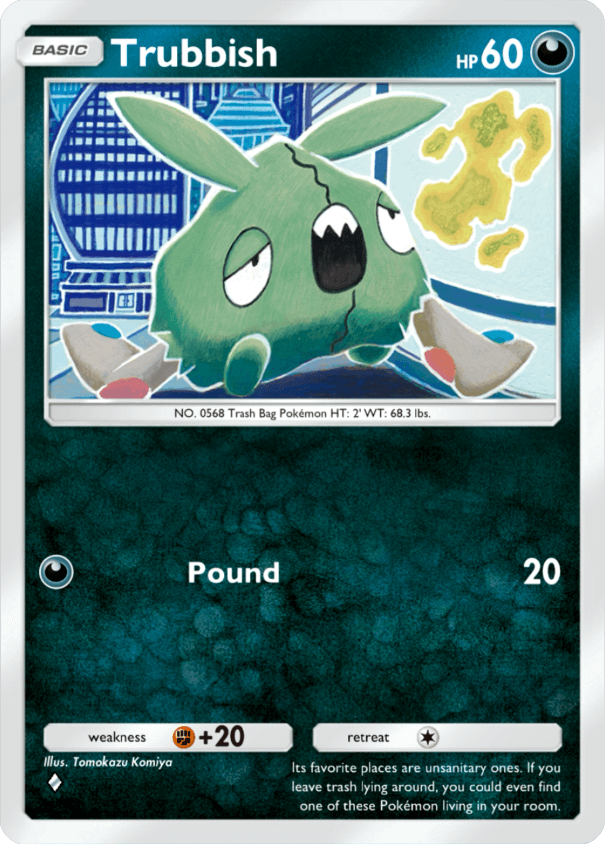 BASIC Trubbish HP 60
NO. 0568 Trash Bag Pokémon HT: 2' WT: 68.3 lbs.
Pound 20
weakness +20 retreat
Illus. Tomokazu Komiya
Its favorite places are unsanitary ones. If you
leave trash lying around, you could even find
one of these Pokémon living in your room.